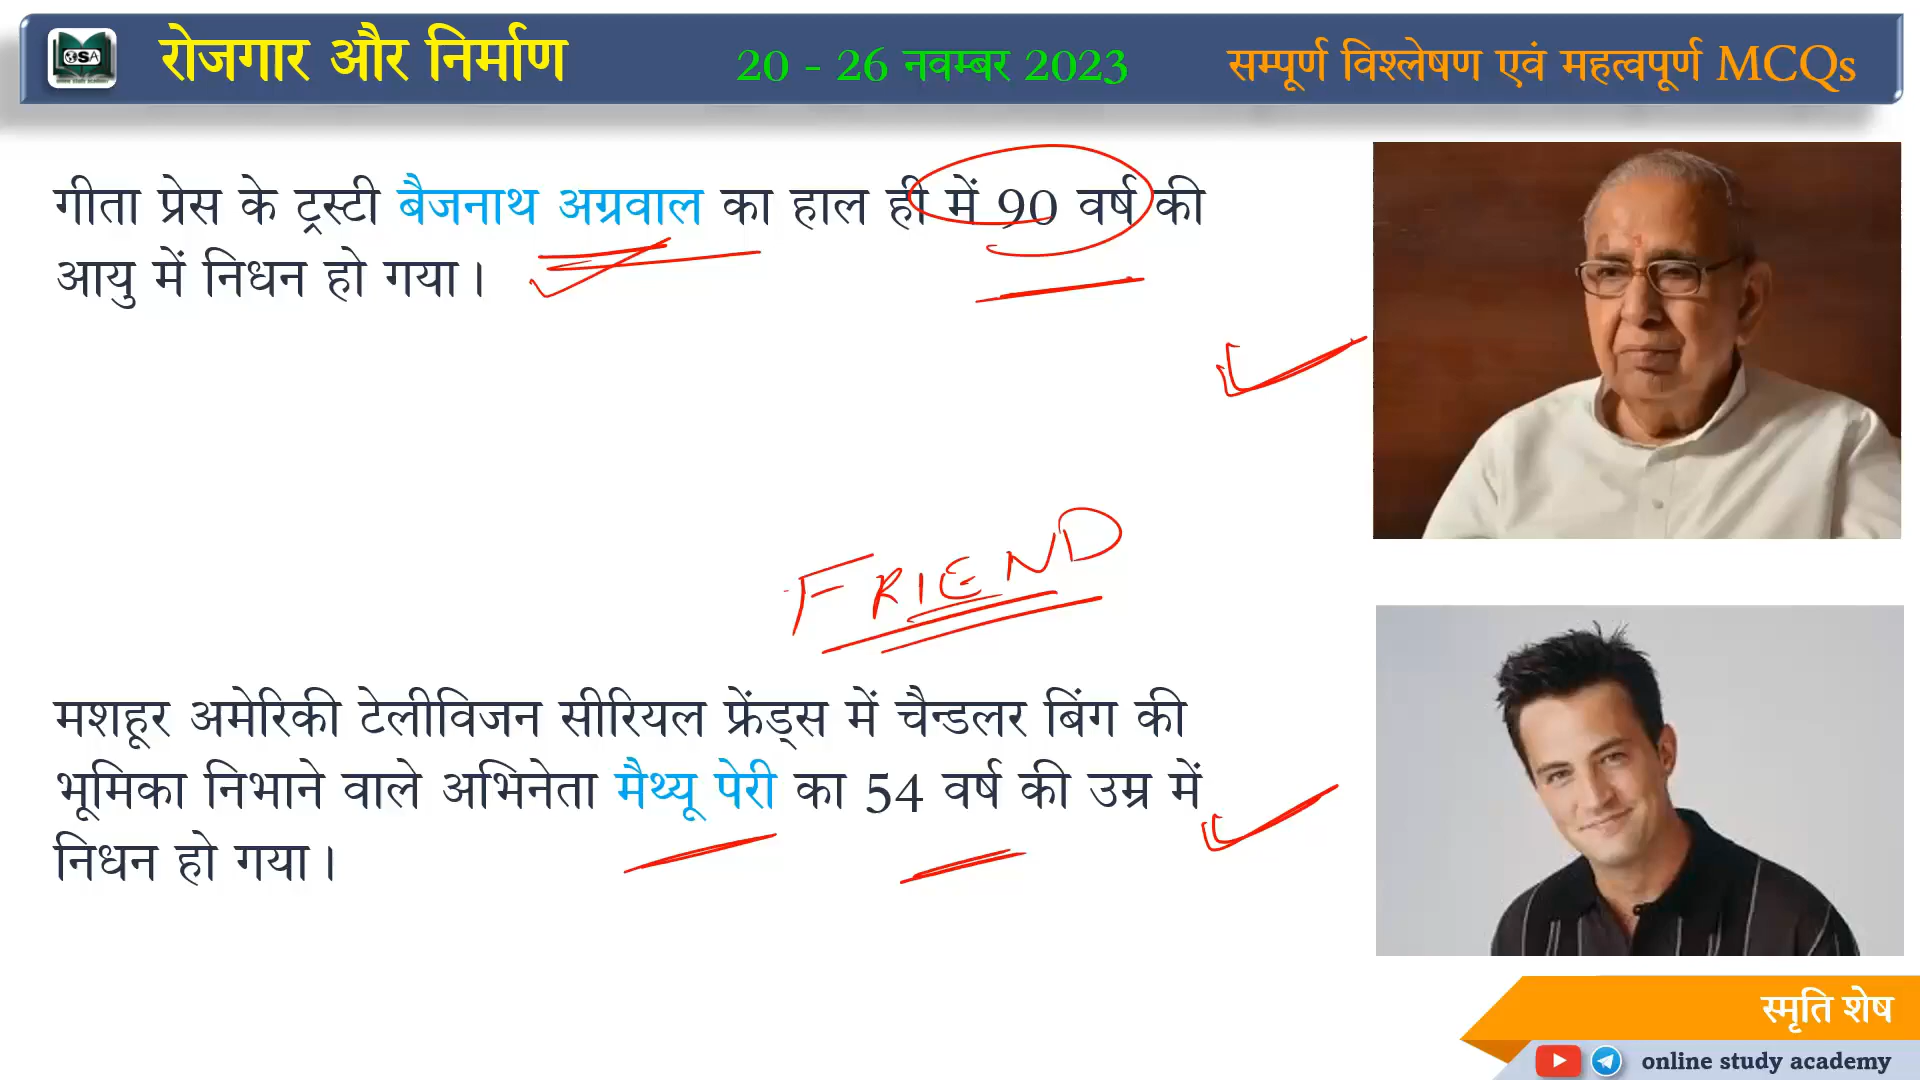 OSA
रोजगार और निर्माण 20 - 26 नवम्बर 2023 सम्पूर्ण विश्लेषण एवं महत्वपूर्ण MCQs
गीता प्रेस के ट्रस्टी बैजनाथ अग्रवाल का हाल ही में 90 वर्ष की
आयु में निधन हो गया।
FRIEND
मशहूर अमेरिकी टेलीविजन सीरियल फ्रेंड्स में चैन्डलर बिंग की
भूमिका निभाने वाले अभिनेता मैथ्यू पेरी का 54 वर्ष की उम्र में
निधन हो गया।
स्मृति शेष
online study academy